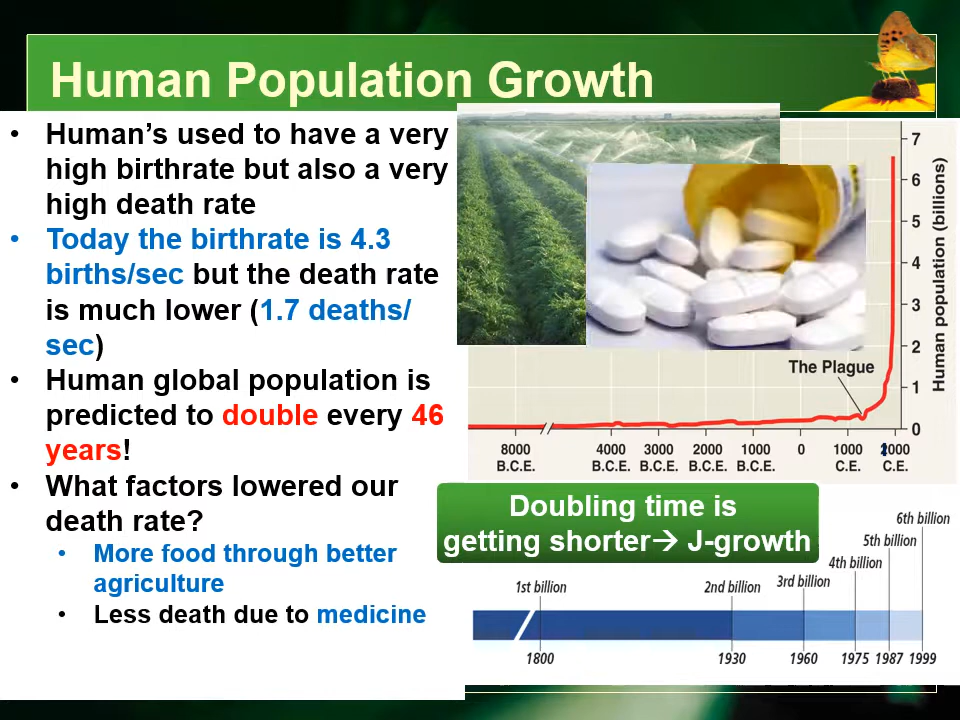 Human Population Growth
• Human's used to have a very
high birthrate but also a very
high death rate
• Today the birthrate is 4.3
births/sec but the death rate
is much lower (1.7 deaths/
sec)
• Human global population is
predicted to double every 46
years!
• What factors lowered our
death rate?
• More food through better
agriculture
• Less death due to medicine
7
6
5
4
3
2
1
0
Human population (billions)
The Plague
8000 B.C.E.
4000 B.C.E.
3000 B.C.E.
2000 B.C.E.
1000 B.C.E.
0
1000 C.E.
2000 C.E.
Doubling time is
getting shorter→ J-growth
1st billion
2nd billion
3rd billion
4th billion
5th billion
6th billion
1800
1930
1960
1975
1987
1999